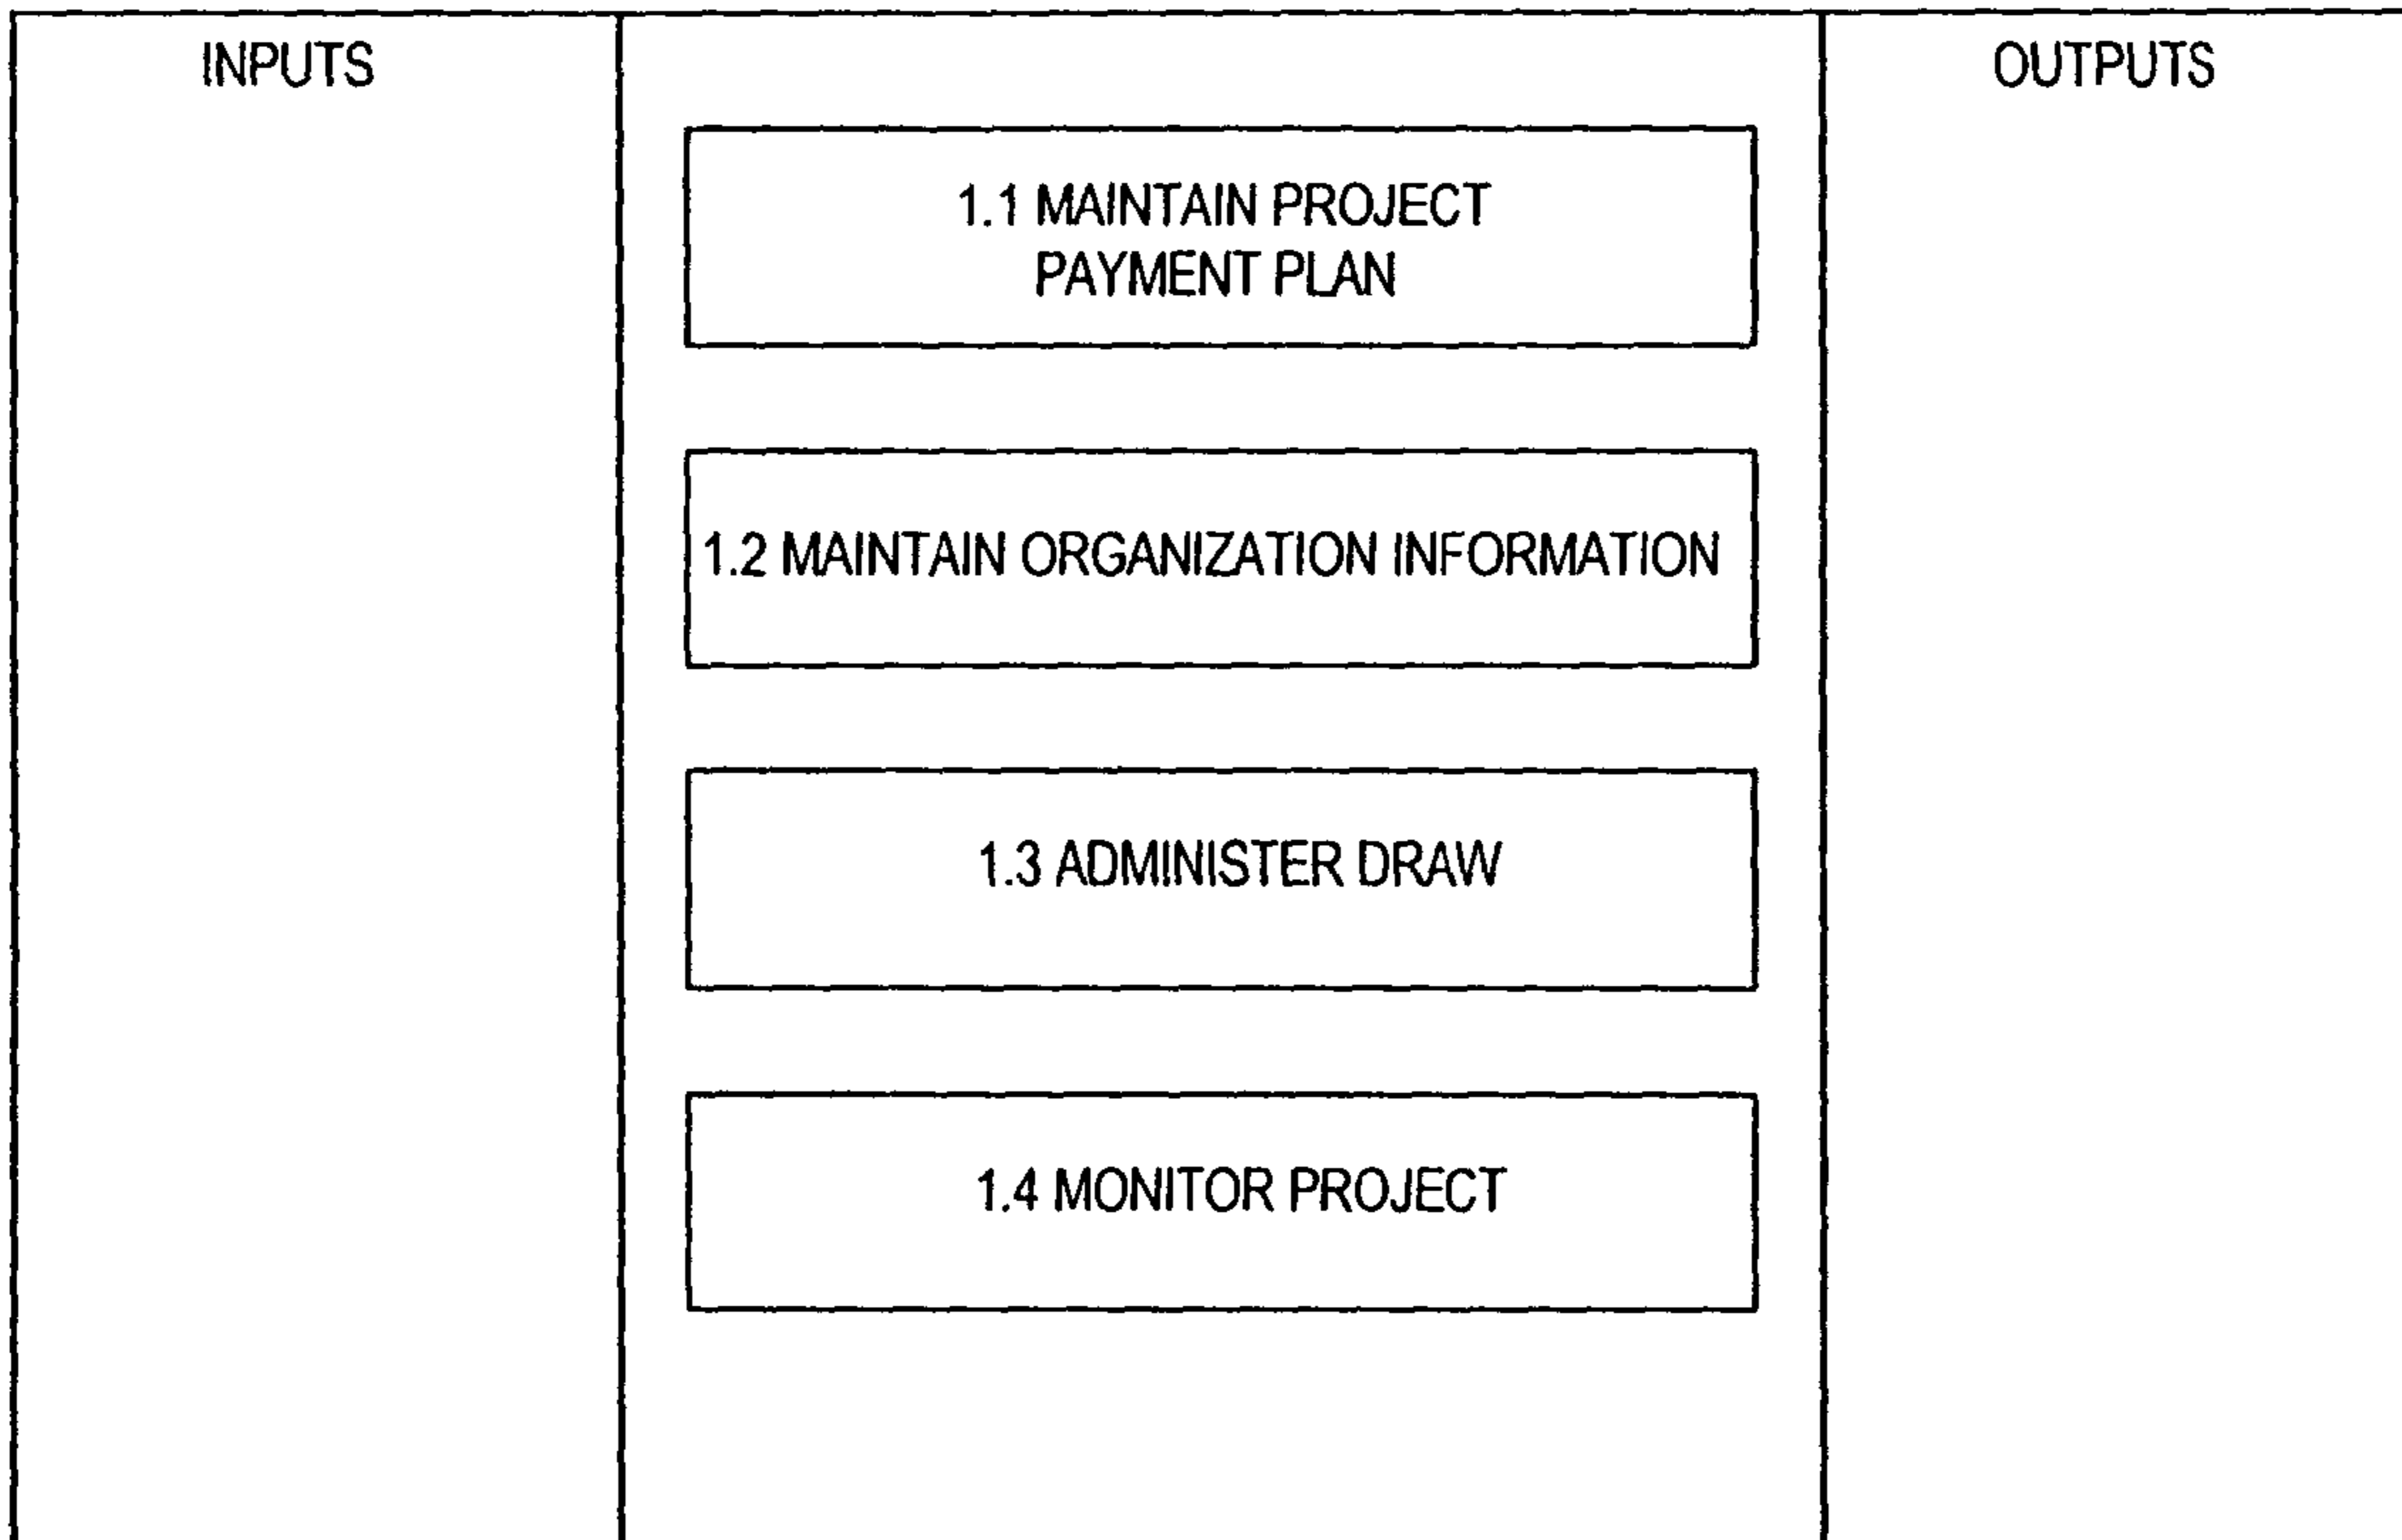 INPUTS
OUTPUTS
1.1 MAINTAIN PROJECT
PAYMENT PLAN
1.2 MAINTAIN ORGANIZATION INFORMATION
1.3 ADMINISTER DRAW
1.4 MONITOR PROJECT